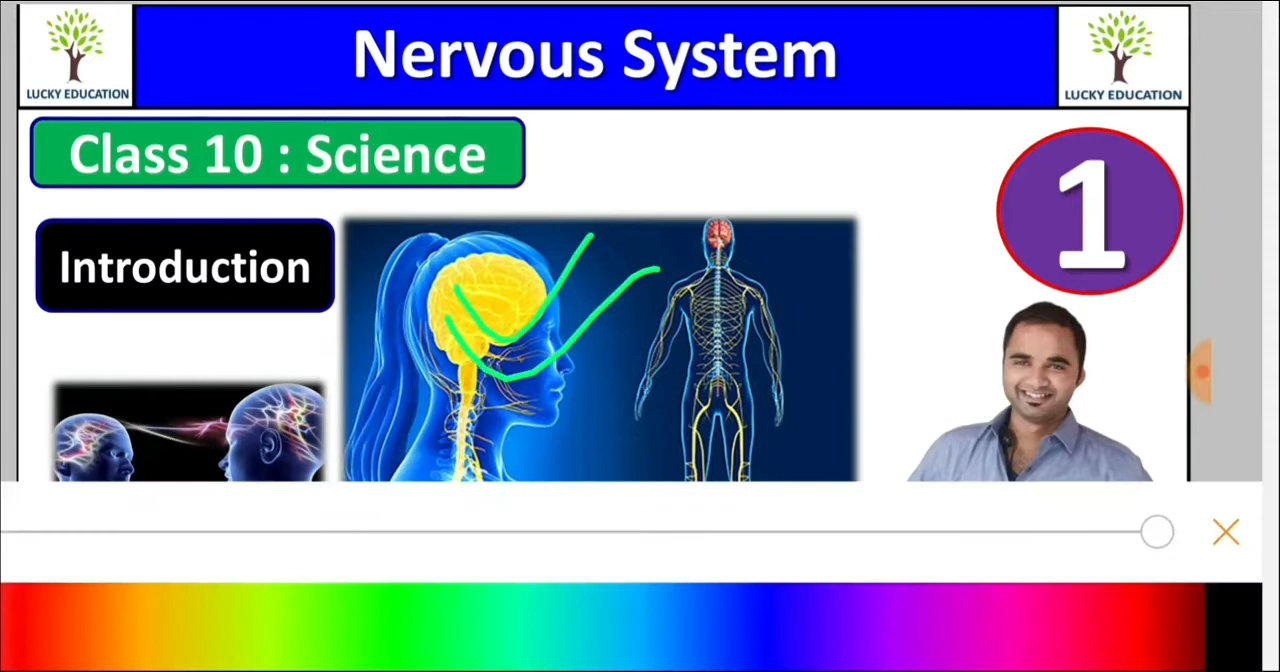 Nervous System
LUCKY EDUCATION
LUCKY EDUCATION
Class 10 : Science
1
Introduction